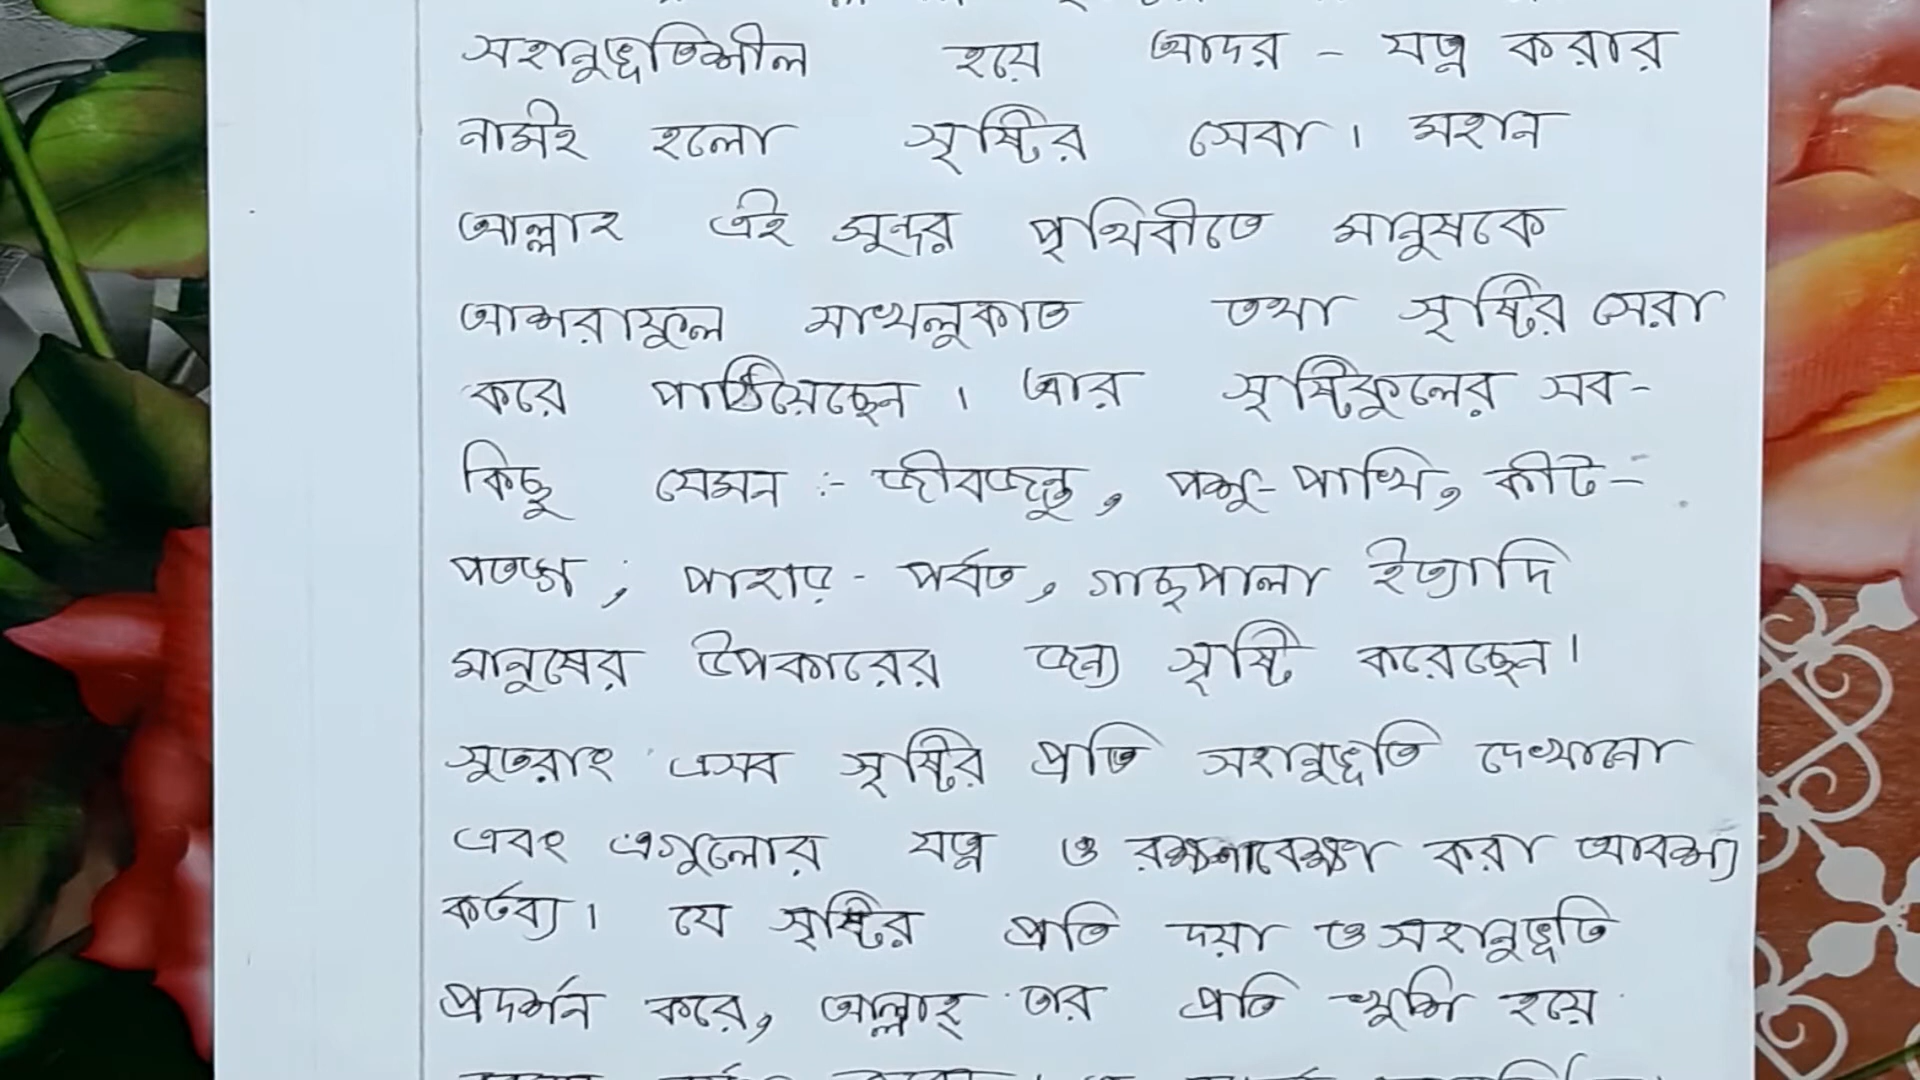 সহানুভূতিশীল হয়ে আদর - যত্ন করার
নামই হলো সৃষ্টির সেবা। মহান
আল্লাহ এই সুন্দর পৃথিবীতে মানুষকে
আশরাফুল মাখলুকাত তথা সৃষ্টির সেরা
করে পাঠিয়েছেন। আর সৃষ্টিকুলের সব-
কিছু যেমন :- জীবজন্তু, পশু-পাখি, কীট-
পতঙ্গ, পাহাড় - পর্বত, গাছপালা ইত্যাদি
মানুষের উপকারের জন্য সৃষ্টি করেছেন।
সুতরাং এসব সৃষ্টির প্রতি সহানুভূতি দেখানো
এবং এগুলোর যত্ন ও রক্ষণাবেক্ষণ করা আবশ্য
কর্তব্য। যে সৃষ্টির প্রতি দয়া ও সহানুভূতি
প্রদর্শন করে, আল্লাহ্ তার প্রতি খুশি হয়ে